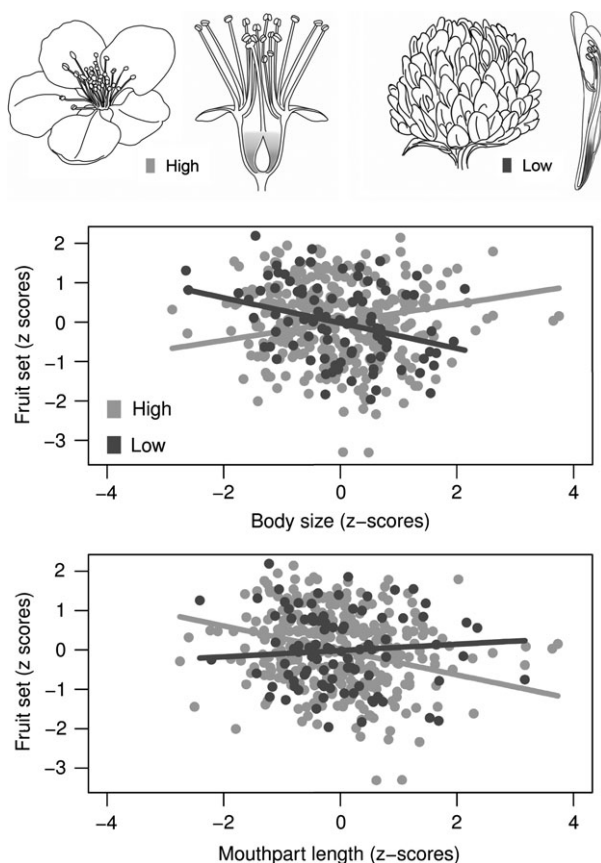 High
Low
2
1
0
−1
−2
−3
Fruit set (z scores)
High
Low
−4
−2
0
2
4
Body size (z−scores)
2
1
0
−1
−2
−3
Fruit set (z scores)
−4
−2
0
2
4
Mouthpart length (z−scores)